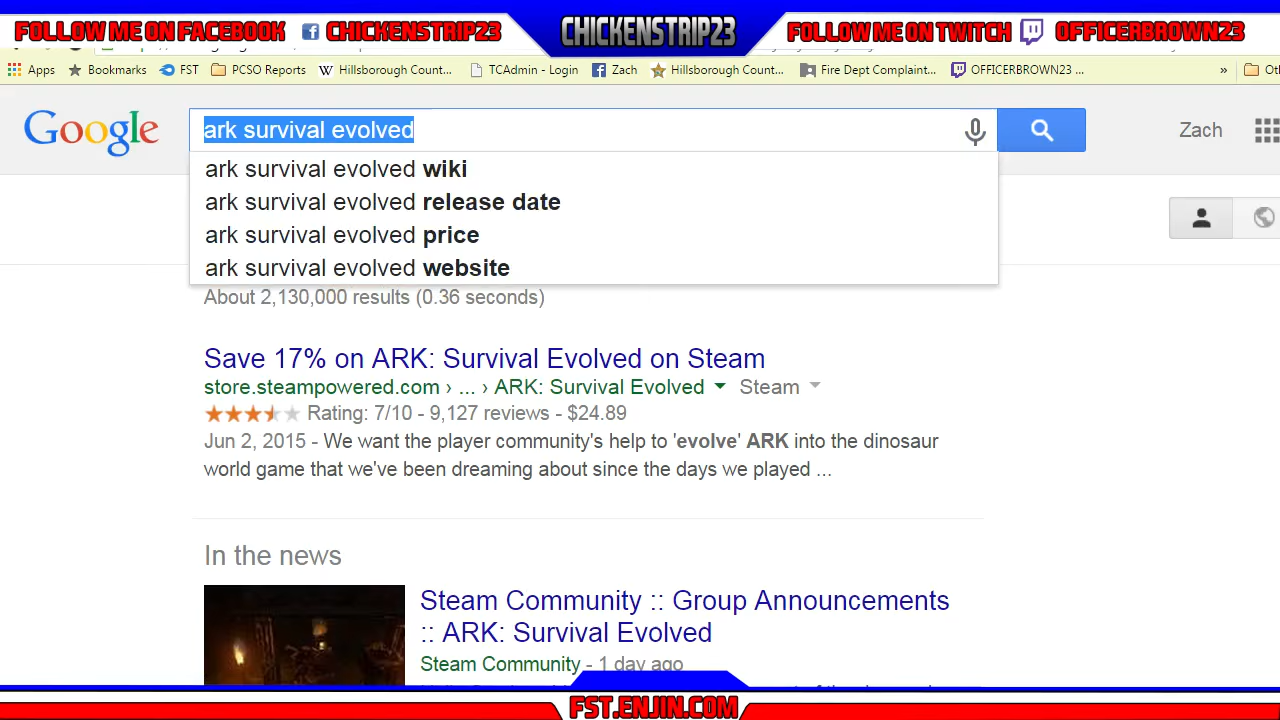 FOLLOW ME ON FACEBOOK CHICKENSTRIP23 CHICKENSTRIP23 FOLLOW ME ON TWITCH OFFICERBROWN23
Apps Bookmarks FST PCSO Reports Hillsborough Count... TCAdmin - Login Zach Hillsborough Count... Fire Dept Complaint... OFFICERBROWN23 ... »
Google ark survival evolved Zach
ark survival evolved wiki
ark survival evolved release date
ark survival evolved price
ark survival evolved website
About 2,130,000 results (0.36 seconds)
Save 17% on ARK: Survival Evolved on Steam
store.steampowered.com › ... › ARK: Survival Evolved Steam
Rating: 7/10 - 9,127 reviews - $24.89
Jun 2, 2015 - We want the player community's help to 'evolve' ARK into the dinosaur
world game that we've been dreaming about since the days we played ...
In the news
Steam Community :: Group Announcements
:: ARK: Survival Evolved
Steam Community - 1 day ago
FST.ENJIN.COM